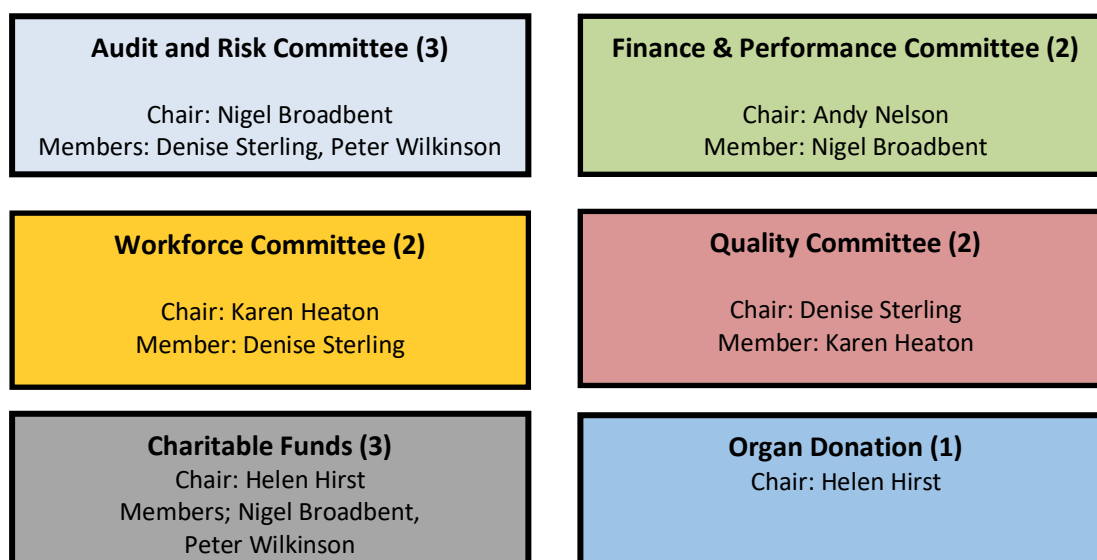 Audit and Risk Committee (3)
Chair: Nigel Broadbent
Members: Denise Sterling, Peter Wilkinson
Finance & Performance Committee (2)
Chair: Andy Nelson
Member: Nigel Broadbent
Workforce Committee (2)
Chair: Karen Heaton
Member: Denise Sterling
Quality Committee (2)
Chair: Denise Sterling
Member: Karen Heaton
Charitable Funds (3)
Chair: Helen Hirst
Members; Nigel Broadbent,
Peter Wilkinson
Organ Donation (1)
Chair: Helen Hirst